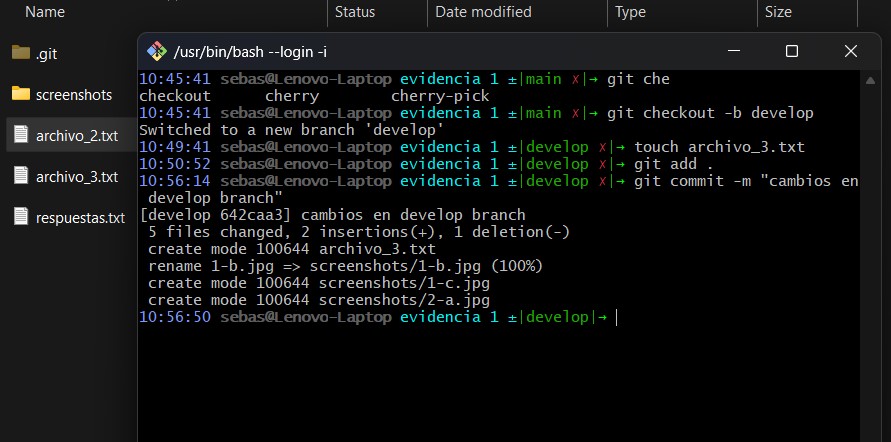 Name Status Date modified Type Size
.git
screenshots
archivo_2.txt
archivo_3.txt
respuestas.txt
/usr/bin/bash --login -i
10:45:41 sebas@Lenovo-Laptop evidencia 1 ±|main ✗|→ git che
checkout cherry cherry-pick
10:45:41 sebas@Lenovo-Laptop evidencia 1 ±|main ✗|→ git checkout -b develop
Switched to a new branch 'develop'
10:49:41 sebas@Lenovo-Laptop evidencia 1 ±|develop ✗|→ touch archivo_3.txt
10:50:52 sebas@Lenovo-Laptop evidencia 1 ±|develop ✗|→ git add .
10:56:14 sebas@Lenovo-Laptop evidencia 1 ±|develop ✗|→ git commit -m "cambios en
develop branch"
[develop 642caa3] cambios en develop branch
5 files changed, 2 insertions(+), 1 deletion(-)
create mode 100644 archivo_3.txt
rename 1-b.jpg => screenshots/1-b.jpg (100%)
create mode 100644 screenshots/1-c.jpg
create mode 100644 screenshots/2-a.jpg
10:56:50 sebas@Lenovo-Laptop evidencia 1 ±|develop|→